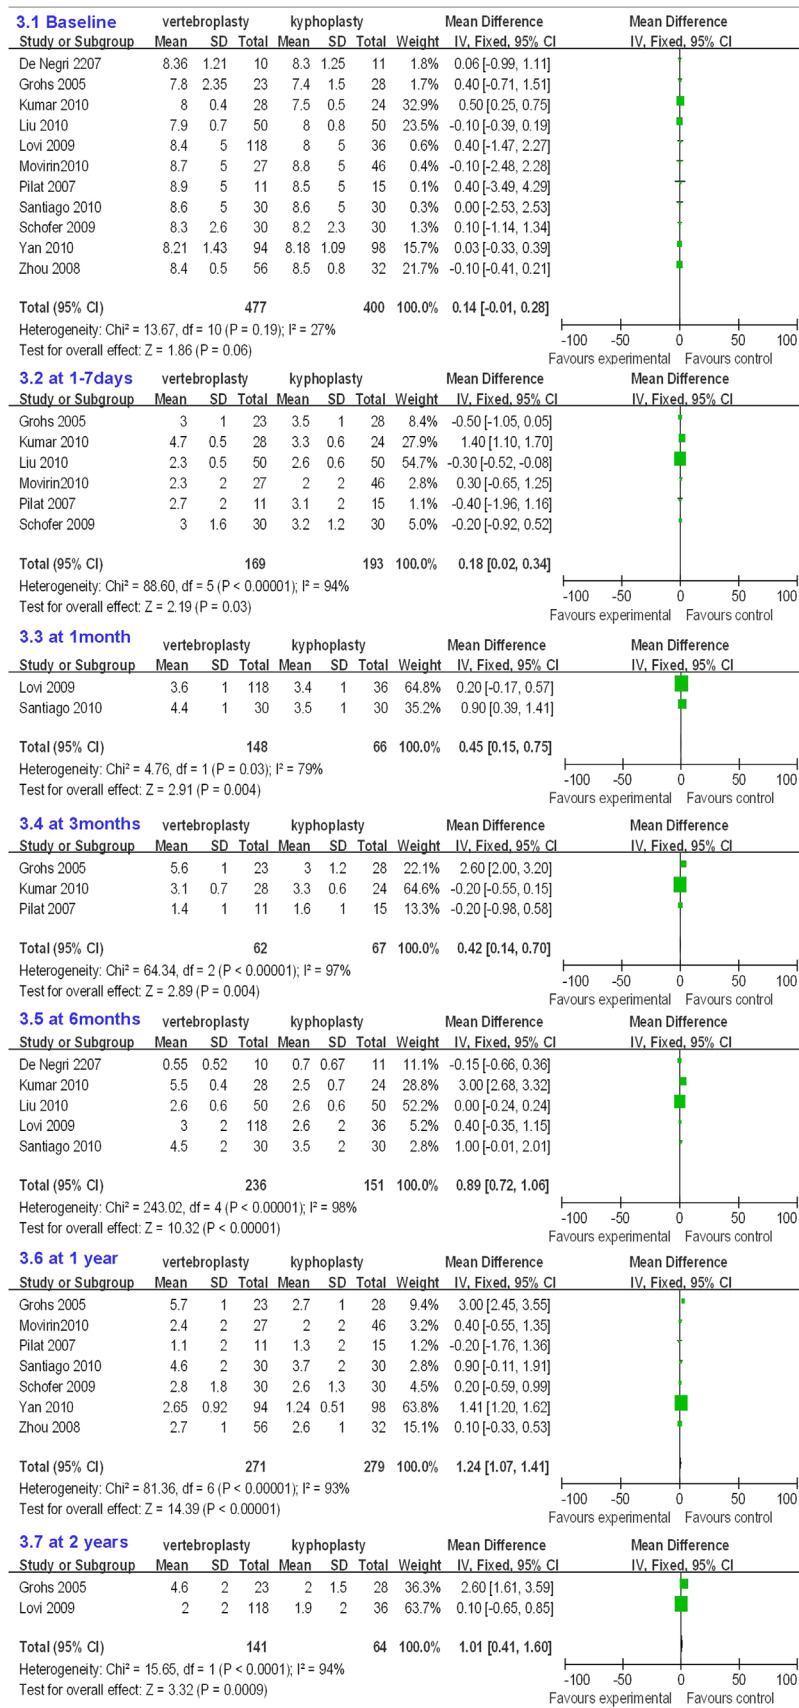 3.1 Baseline vertebroplasty kyphoplasty Mean Difference Mean Difference
Study or Subgroup Mean SD Total Mean SD Total Weight IV, Fixed, 95% CI IV, Fixed, 95% CI
De Negri 2207 8.36 1.21 10 8.3 1.25 11 1.8% 0.06 [-0.99, 1.11]
Grohs 2005 7.8 2.35 23 7.4 1.5 28 1.7% 0.40 [-0.71, 1.51]
Kumar 2010 8 0.4 28 7.5 0.5 24 32.9% 0.50 [0.25, 0.75]
Liu 2010 7.9 0.7 50 8 0.8 50 23.5% -0.10 [-0.39, 0.19]
Lovi 2009 8.4 5 118 8 5 36 0.6% 0.40 [-1.47, 2.27]
Movirin2010 8.7 5 27 8.8 5 46 0.4% -0.10 [-2.48, 2.28]
Pilat 2007 8.9 5 11 8.5 5 15 0.1% 0.40 [-3.49, 4.29]
Santiago 2010 8.6 5 30 8.6 5 30 0.3% 0.00 [-2.53, 2.53]
Schofer 2009 8.3 2.6 30 8.2 2.3 30 1.3% 0.10 [-1.14, 1.34]
Yan 2010 8.21 1.43 94 8.18 1.09 98 15.7% 0.03 [-0.33, 0.39]
Zhou 2008 8.4 0.5 56 8.5 0.8 32 21.7% -0.10 [-0.41, 0.21]
Total (95% CI) 477 400 100.0% 0.14 [-0.01, 0.28]
Heterogeneity: Chi² = 13.67, df = 10 (P = 0.19); I² = 27%
Test for overall effect: Z = 1.86 (P = 0.06)
-100 -50 0 50 100
Favours experimental Favours control
3.2 at 1-7days vertebroplasty kyphoplasty Mean Difference Mean Difference
Study or Subgroup Mean SD Total Mean SD Total Weight IV, Fixed, 95% CI IV, Fixed, 95% CI
Grohs 2005 3 1 23 3.5 1 28 8.4% -0.50 [-1.05, 0.05]
Kumar 2010 4.7 0.5 28 3.3 0.6 24 27.9% 1.40 [1.10, 1.70]
Liu 2010 2.3 0.5 50 2.6 0.6 50 54.7% -0.30 [-0.52, -0.08]
Movirin2010 2.3 2 27 2 2 46 2.8% 0.30 [-0.65, 1.25]
Pilat 2007 2.7 2 11 3.1 2 15 1.1% -0.40 [-1.96, 1.16]
Schofer 2009 3 1.6 30 3.2 1.2 30 5.0% -0.20 [-0.92, 0.52]
Total (95% CI) 169 193 100.0% 0.18 [0.02, 0.34]
Heterogeneity: Chi² = 88.60, df = 5 (P < 0.00001); I² = 94%
Test for overall effect: Z = 2.19 (P = 0.03)
-100 -50 0 50 100
Favours experimental Favours control
3.3 at 1month vertebroplasty kyphoplasty Mean Difference Mean Difference
Study or Subgroup Mean SD Total Mean SD Total Weight IV, Fixed, 95% CI IV, Fixed, 95% CI
Lovi 2009 3.6 1 118 3.4 1 36 64.8% 0.20 [-0.17, 0.57]
Santiago 2010 4.4 1 30 3.5 1 30 35.2% 0.90 [0.39, 1.41]
Total (95% CI) 148 66 100.0% 0.45 [0.15, 0.75]
Heterogeneity: Chi² = 4.76, df = 1 (P = 0.03); I² = 79%
Test for overall effect: Z = 2.91 (P = 0.004)
-100 -50 0 50 100
Favours experimental Favours control
3.4 at 3months vertebroplasty kyphoplasty Mean Difference Mean Difference
Study or Subgroup Mean SD Total Mean SD Total Weight IV, Fixed, 95% CI IV, Fixed, 95% CI
Grohs 2005 5.6 1 23 3 1.2 28 22.1% 2.60 [2.00, 3.20]
Kumar 2010 3.1 0.7 28 3.3 0.6 24 64.6% -0.20 [-0.55, 0.15]
Pilat 2007 1.4 1 11 1.6 1 15 13.3% -0.20 [-0.98, 0.58]
Total (95% CI) 62 67 100.0% 0.42 [0.14, 0.70]
Heterogeneity: Chi² = 64.34, df = 2 (P < 0.00001); I² = 97%
Test for overall effect: Z = 2.89 (P = 0.004)
-100 -50 0 50 100
Favours experimental Favours control
3.5 at 6months vertebroplasty kyphoplasty Mean Difference Mean Difference
Study or Subgroup Mean SD Total Mean SD Total Weight IV, Fixed, 95% CI IV, Fixed, 95% CI
De Negri 2207 0.55 0.52 10 0.7 0.67 11 11.1% -0.15 [-0.66, 0.36]
Kumar 2010 5.5 0.4 28 2.5 0.7 24 28.8% 3.00 [2.68, 3.32]
Liu 2010 2.6 0.6 50 2.6 0.6 50 52.2% 0.00 [-0.24, 0.24]
Lovi 2009 3 2 118 2.6 2 36 5.2% 0.40 [-0.35, 1.15]
Santiago 2010 4.5 2 30 3.5 2 30 2.8% 1.00 [-0.01, 2.01]
Total (95% CI) 236 151 100.0% 0.89 [0.72, 1.06]
Heterogeneity: Chi² = 243.02, df = 4 (P < 0.00001); I² = 98%
Test for overall effect: Z = 10.32 (P < 0.00001)
-100 -50 0 50 100
Favours experimental Favours control
3.6 at 1 year vertebroplasty kyphoplasty Mean Difference Mean Difference
Study or Subgroup Mean SD Total Mean SD Total Weight IV, Fixed, 95% CI IV, Fixed, 95% CI
Grohs 2005 5.7 1 23 2.7 1 28 9.4% 3.00 [2.45, 3.55]
Movirin2010 2.4 2 27 2 2 46 3.2% 0.40 [-0.55, 1.35]
Pilat 2007 1.1 2 11 1.3 2 15 1.2% -0.20 [-1.76, 1.36]
Santiago 2010 4.6 2 30 3.7 2 30 2.8% 0.90 [-0.11, 1.91]
Schofer 2009 2.8 1.8 30 2.6 1.3 30 4.5% 0.20 [-0.59, 0.99]
Yan 2010 2.65 0.92 94 1.24 0.51 98 63.8% 1.41 [1.20, 1.62]
Zhou 2008 2.7 1 56 2.6 1 32 15.1% 0.10 [-0.33, 0.53]
Total (95% CI) 271 279 100.0% 1.24 [1.07, 1.41]
Heterogeneity: Chi² = 81.36, df = 6 (P < 0.00001); I² = 93%
Test for overall effect: Z = 14.39 (P < 0.00001)
-100 -50 0 50 100
Favours experimental Favours control
3.7 at 2 years vertebroplasty kyphoplasty Mean Difference Mean Difference
Study or Subgroup Mean SD Total Mean SD Total Weight IV, Fixed, 95% CI IV, Fixed, 95% CI
Grohs 2005 4.6 2 23 2 1.5 28 36.3% 2.60 [1.61, 3.59]
Lovi 2009 2 2 118 1.9 2 36 63.7% 0.10 [-0.65, 0.85]
Total (95% CI) 141 64 100.0% 1.01 [0.41, 1.60]
Heterogeneity: Chi² = 15.65, df = 1 (P < 0.0001); I² = 94%
Test for overall effect: Z = 3.32 (P = 0.0009)
-100 -50 0 50 100
Favours experimental Favours control